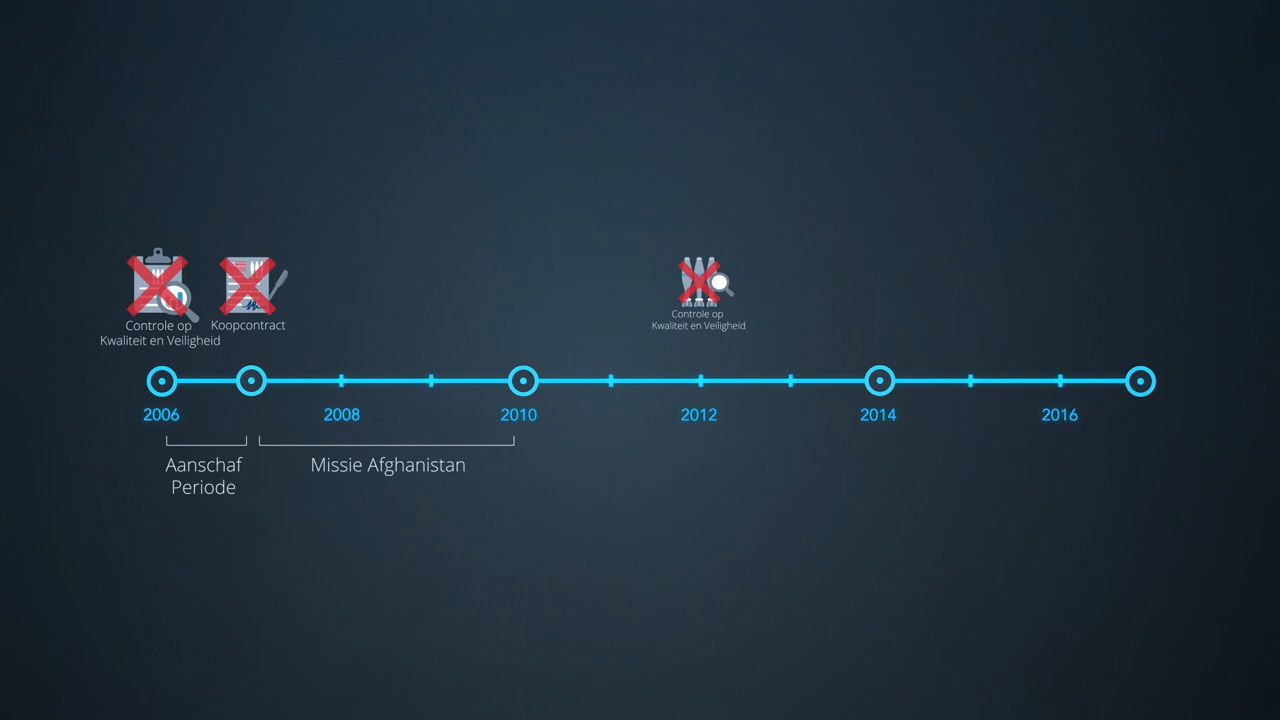 Controle op
Kwaliteit en Veiligheid
Koopcontract
Controle op
Kwaliteit en Veiligheid
2006
2008
2010
2012
2014
2016
Aanschaf
Periode
Missie Afghanistan